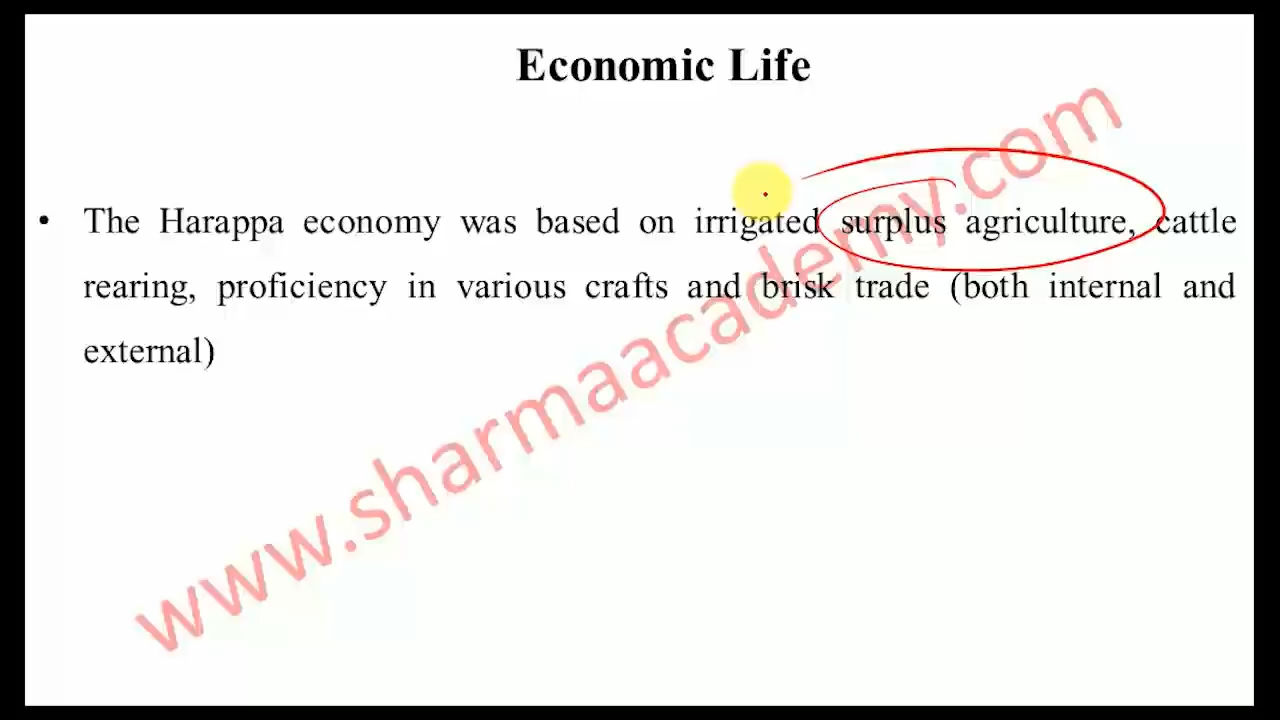 Economic Life
• The Harappa economy was based on irrigated surplus agriculture, cattle
rearing, proficiency in various crafts and brisk trade (both internal and
external)
www.sharmaacademy.com